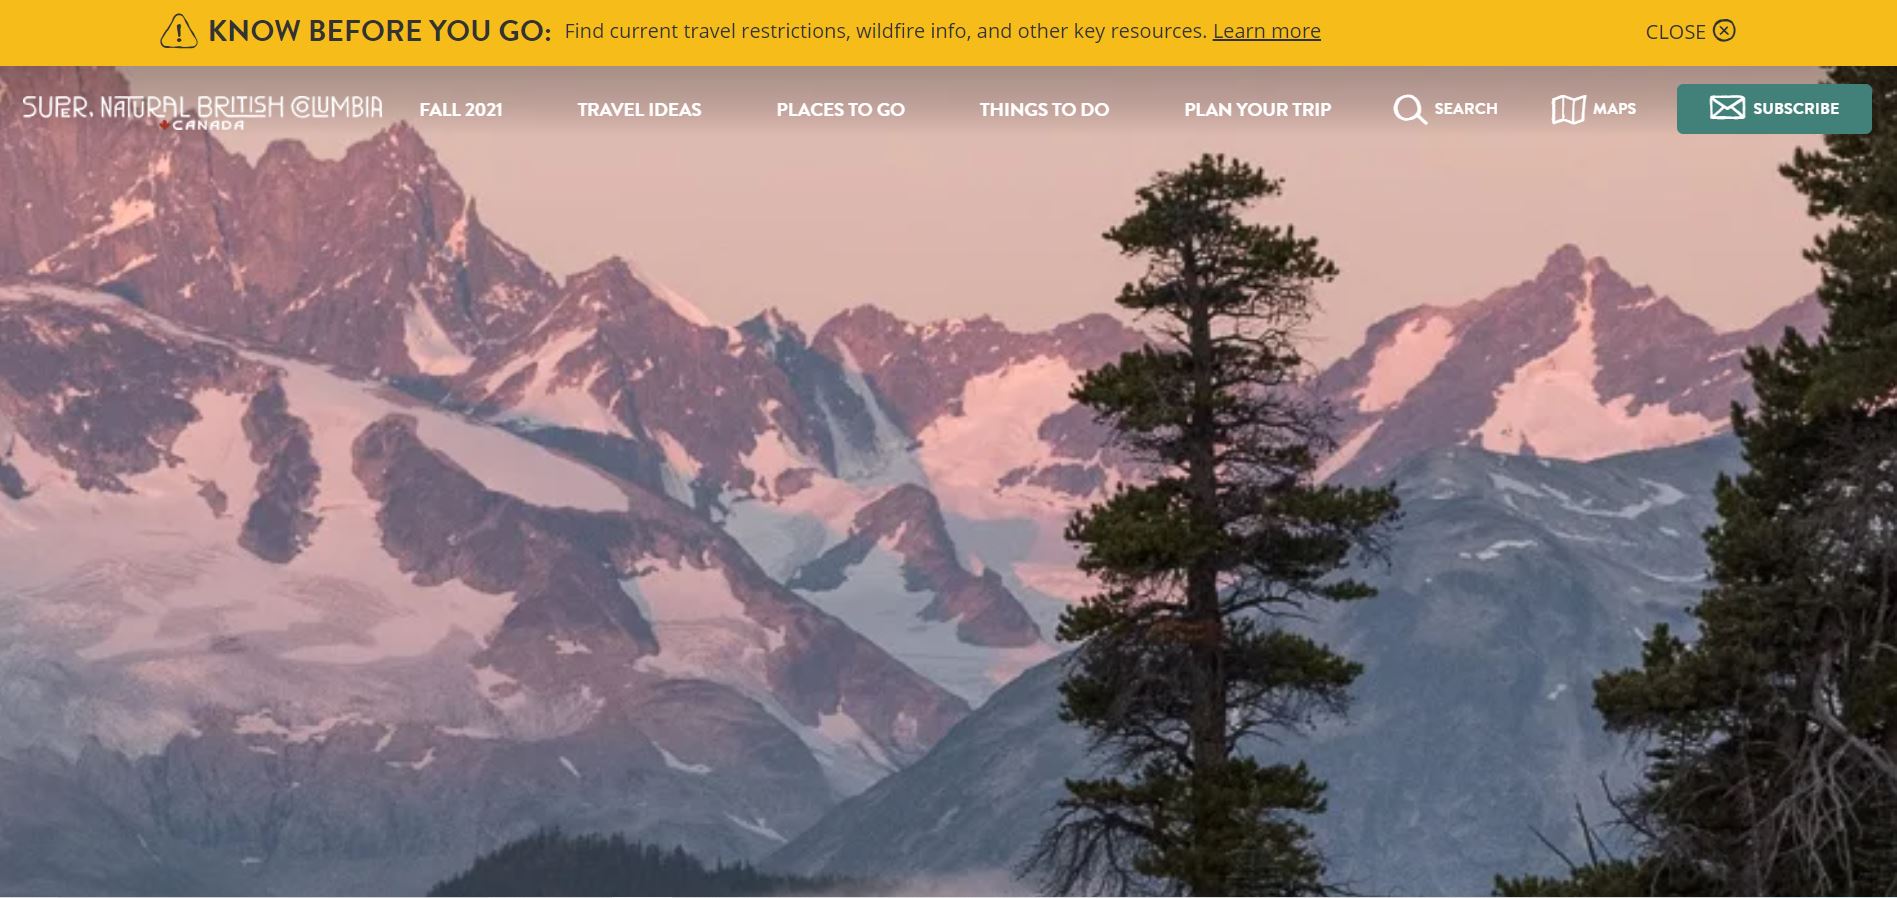 KNOW BEFORE YOU GO: Find current travel restrictions, wildfire info, and other key resources. Learn more
CLOSE
SUPER, NATURAL BRITISH COLUMBIA
CANADA
FALL 2021
TRAVEL IDEAS
PLACES TO GO
THINGS TO DO
PLAN YOUR TRIP
SEARCH
MAPS
SUBSCRIBE